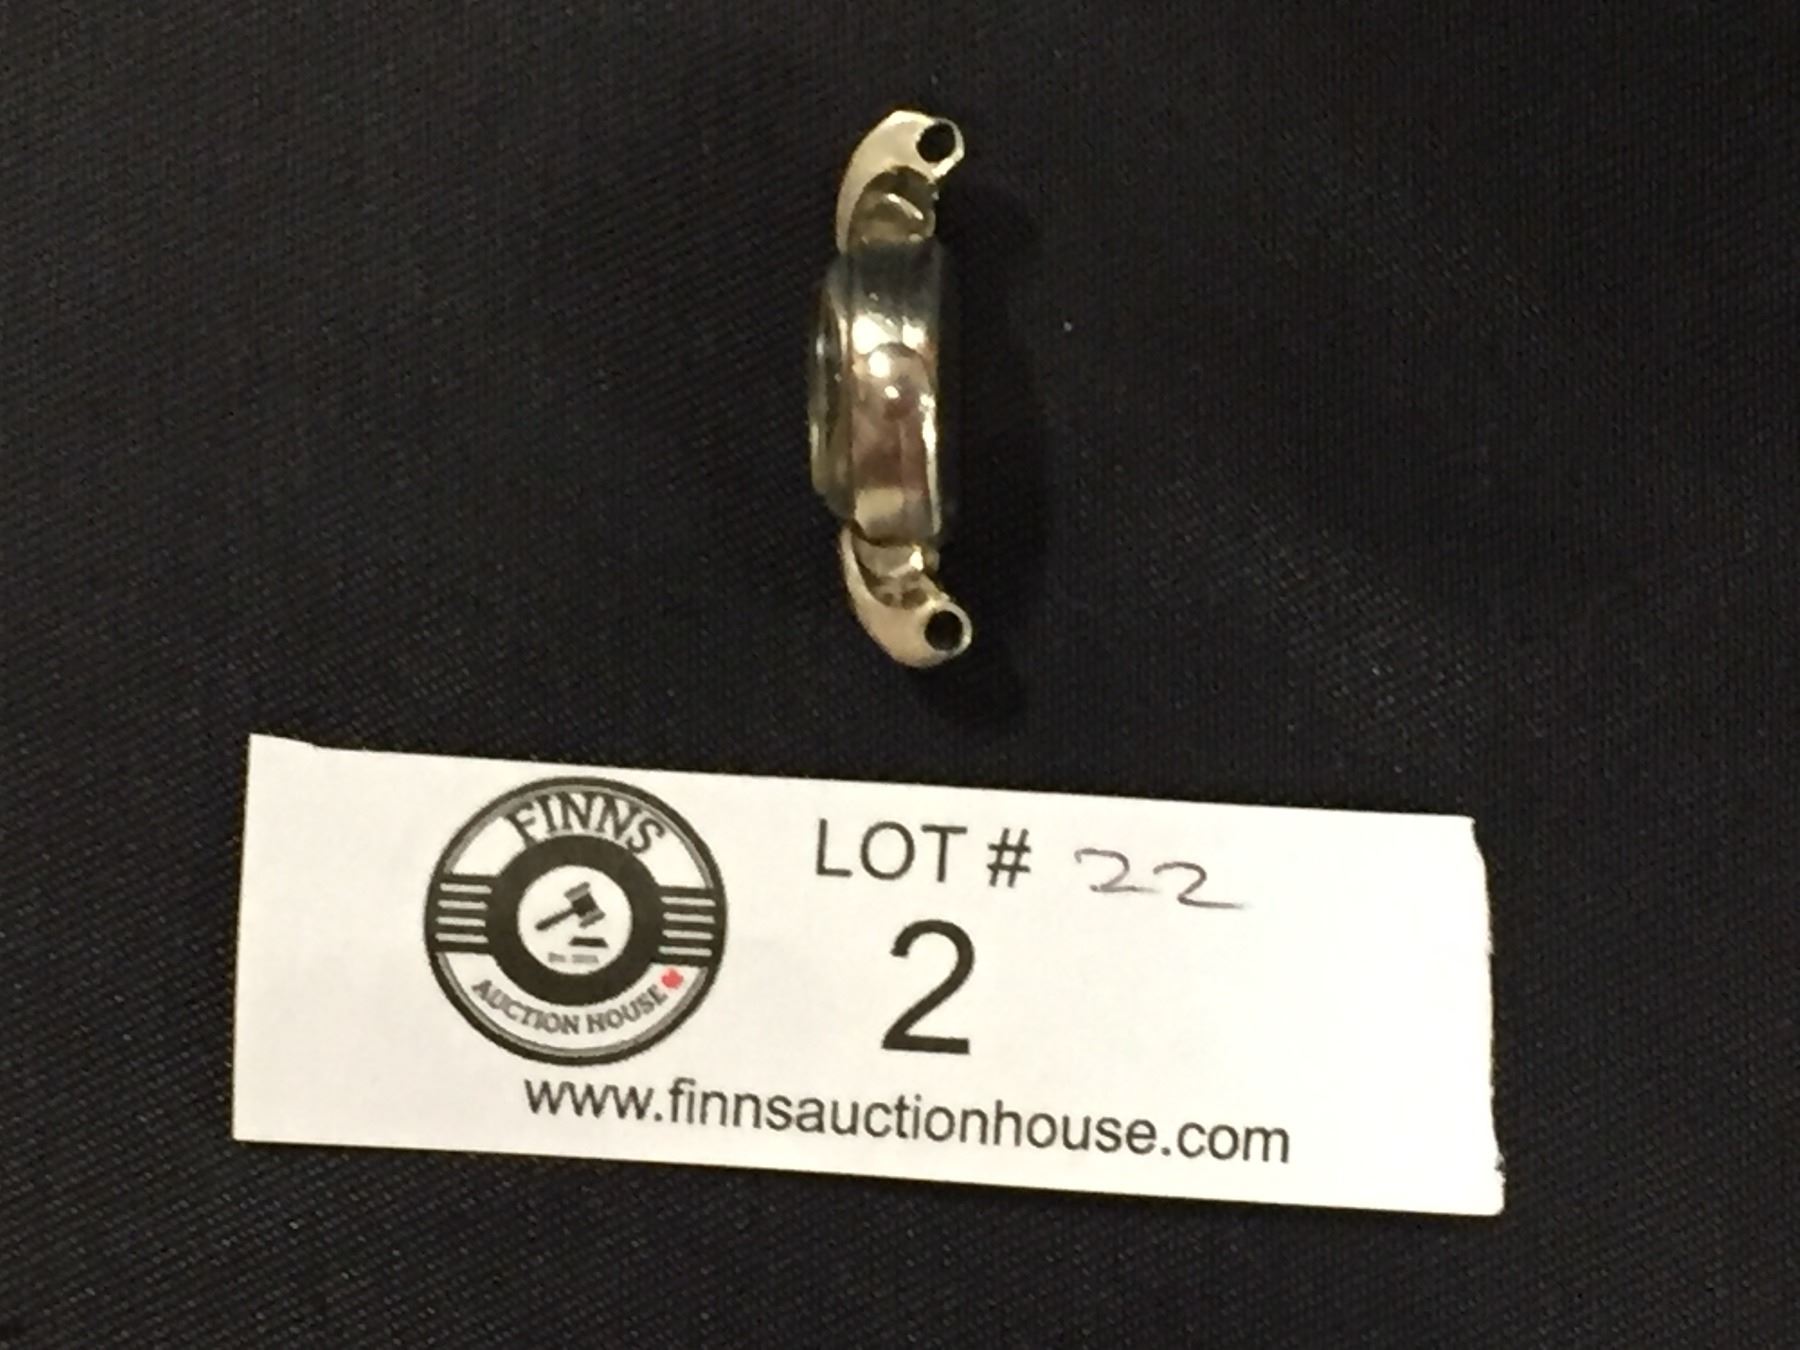 FINNS
AUCTION HOUSE
LOT # 22
2
www.finnsauctionhouse.com